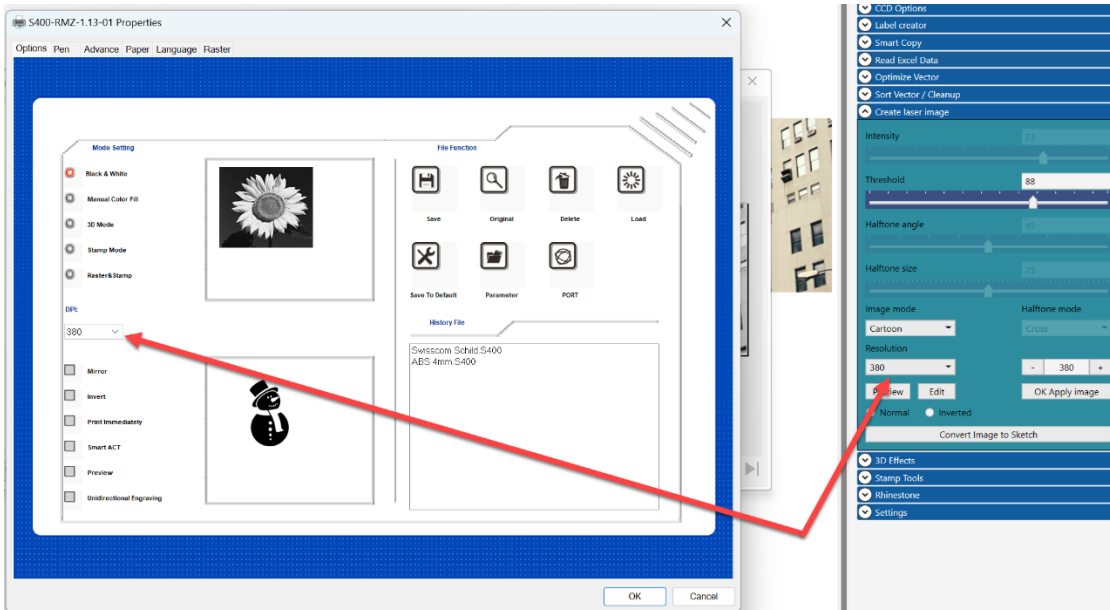 S400-RMZ-1.13-01 Properties
Options Pen Advance Paper Language Raster
Mode Setting
Black & White
Manual Color Fill
3D Mode
Stamp Mode
Raster&Stamp
DPI:
380
Mirror
Invert
Print Immediately
Smart ACT
Preview
Unidirectional Engraving
File Function
Save Original Delete Load
Save To Default Parameter PORT
History File
Swisscom Schild.S400
ABS 4mm.S400
OK Cancel
CCD Options
Label creator
Smart Copy
Read Excel Data
Optimize Vector
Sort Vector / Cleanup
Create laser image
Intensity 73
Threshold 88
Halftone angle 45
Halftone size 25
Image mode Halftone mode
Cartoon Cross
Resolution
380 - 380 +
Preview Edit OK Apply image
Normal Inverted
Convert Image to Sketch
3D Effects
Stamp Tools
Rhinestone
Settings